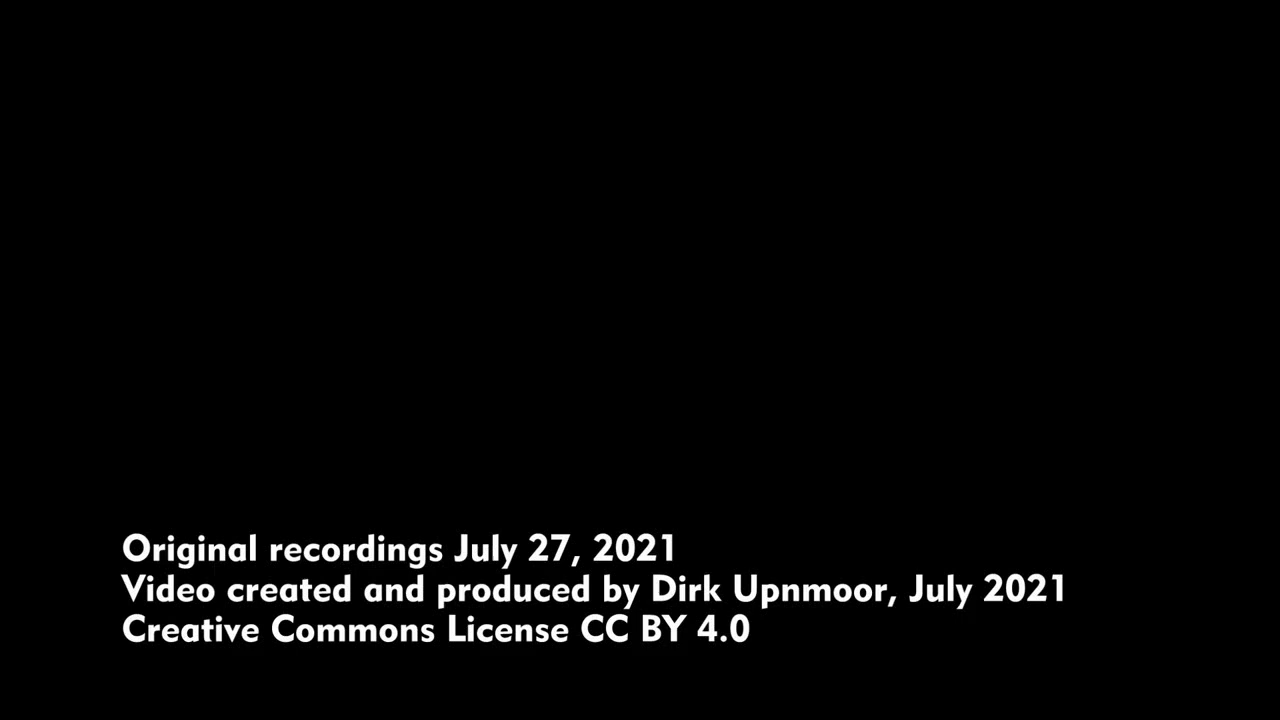 Original recordings July 27, 2021
Video created and produced by Dirk Upnmoor, July 2021
Creative Commons License CC BY 4.0